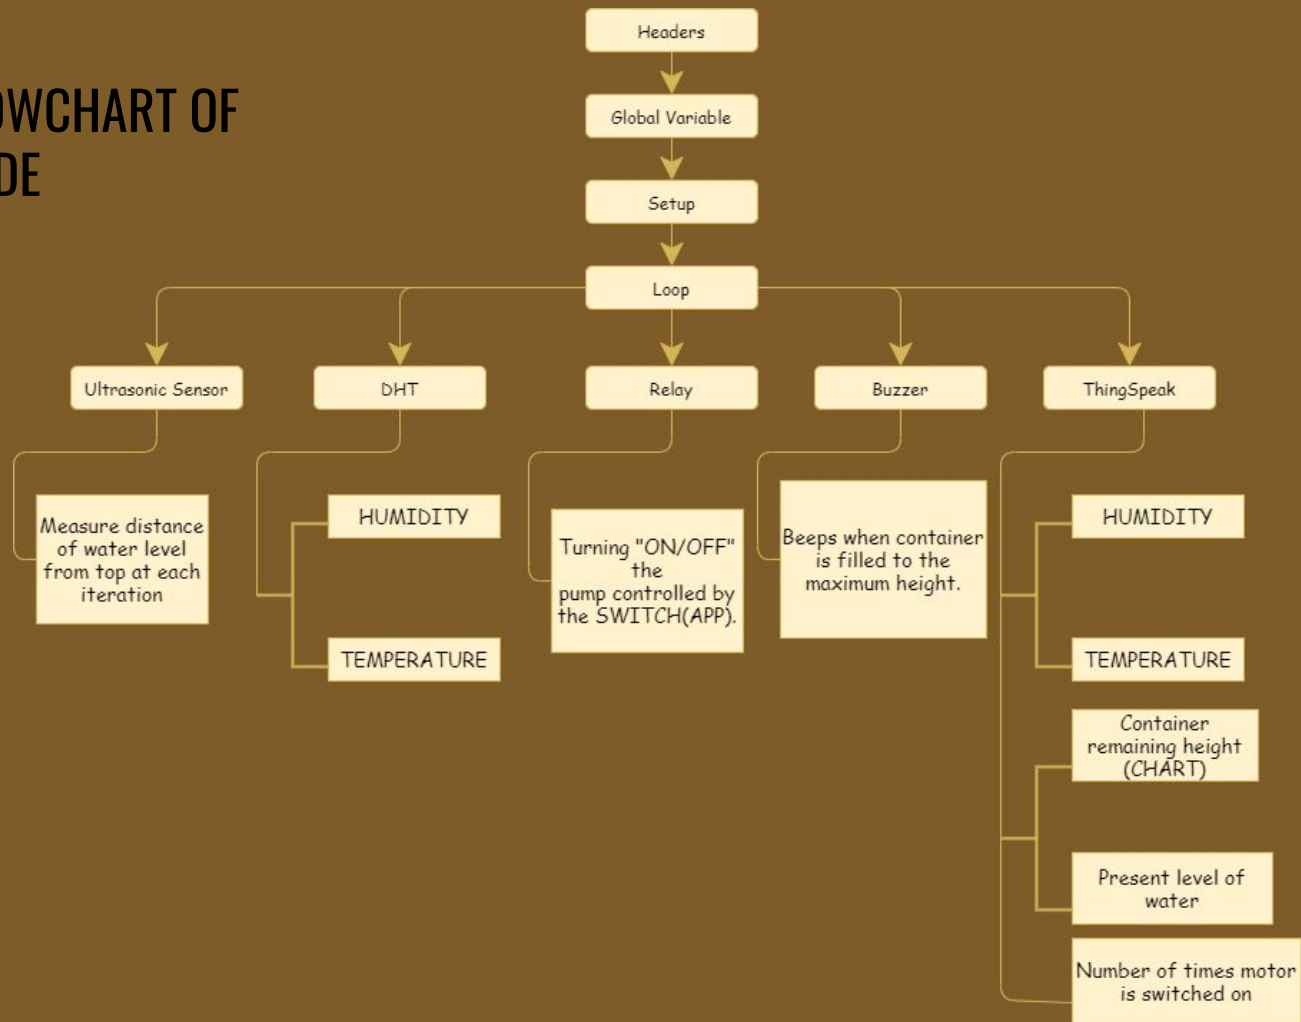 OWCHART OF
DE
Headers
Global Variable
Setup
Loop
Ultrasonic Sensor
DHT
Relay
Buzzer
ThingSpeak
Measure distance
of water level
from top at each
iteration
HUMIDITY
TEMPERATURE
Turning "ON/OFF"
the
pump controlled by
the SWITCH(APP).
Beeps when container
is filled to the
maximum height.
HUMIDITY
TEMPERATURE
Container
remaining height
(CHART)
Present level of
water
Number of times motor
is switched on